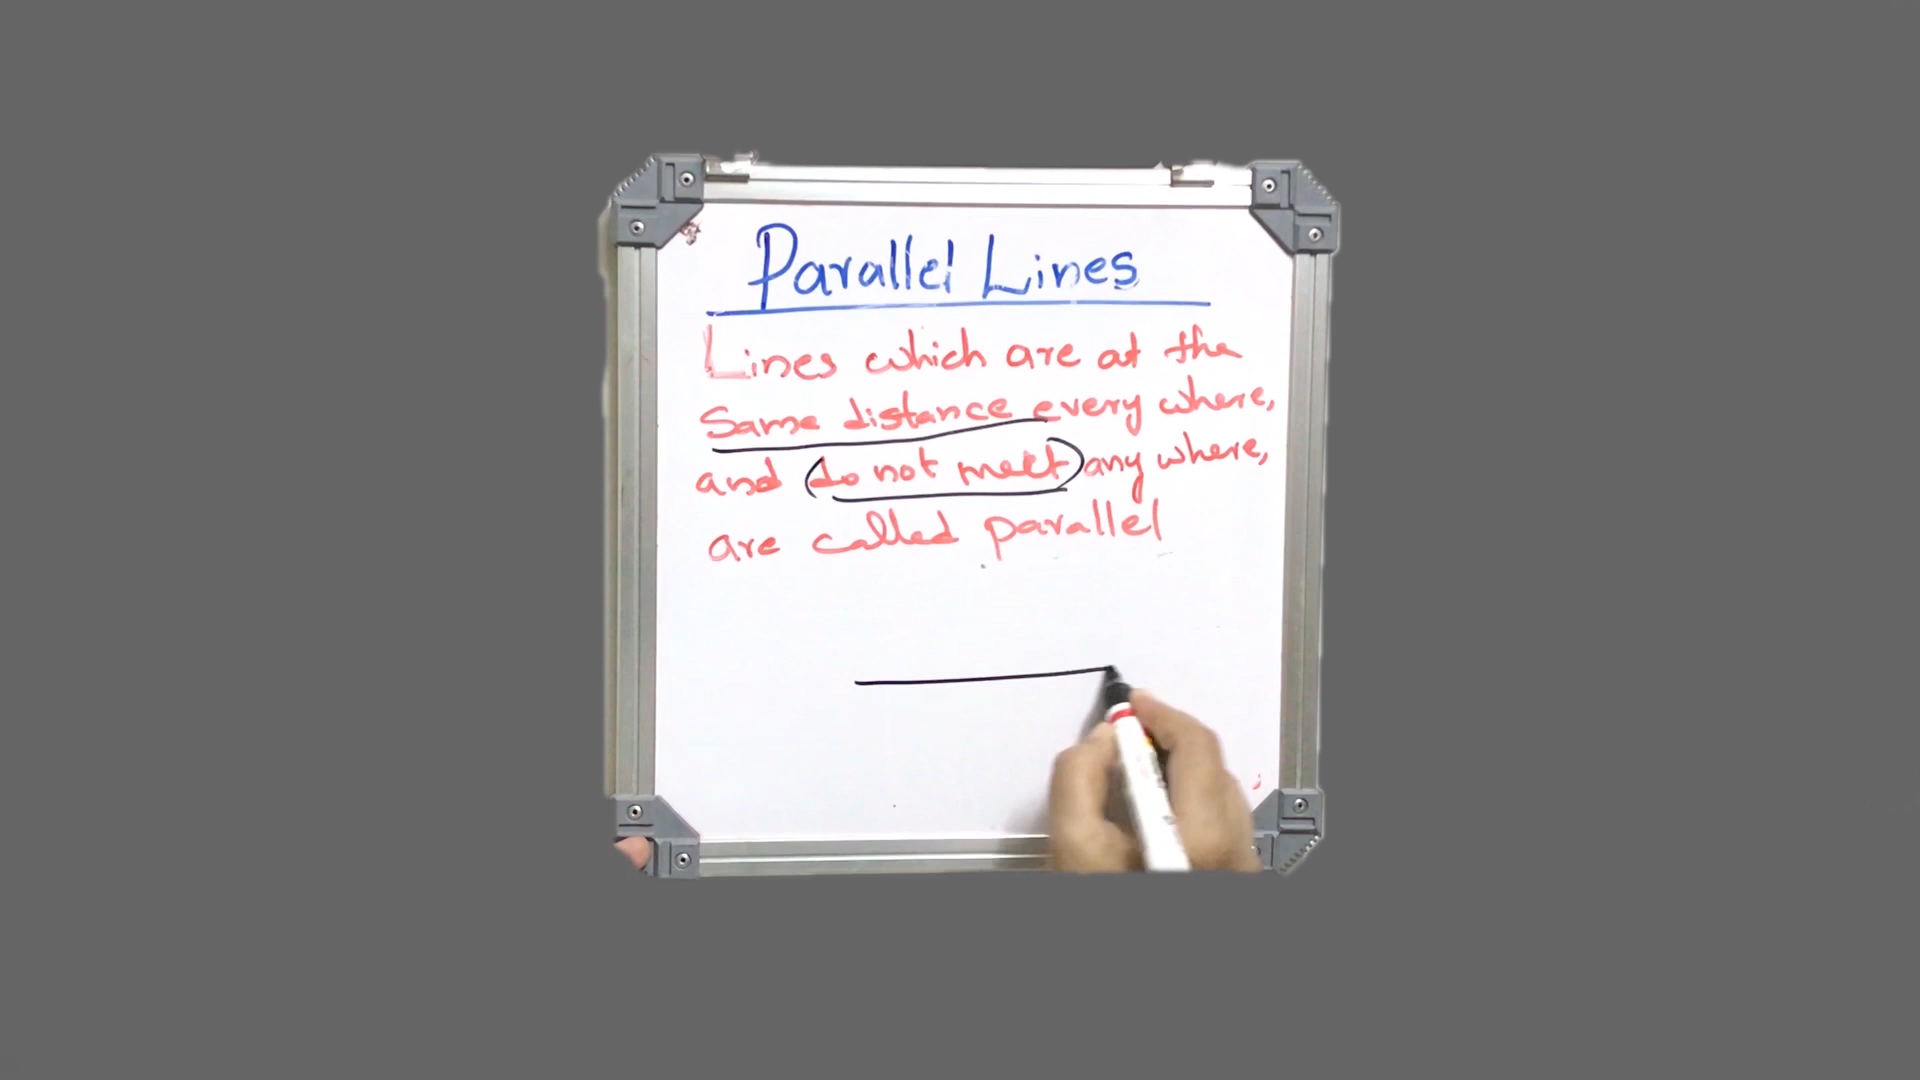 Parallel Lines
Lines which are at the
Same distance every where,
and do not meet any where,
are called parallel